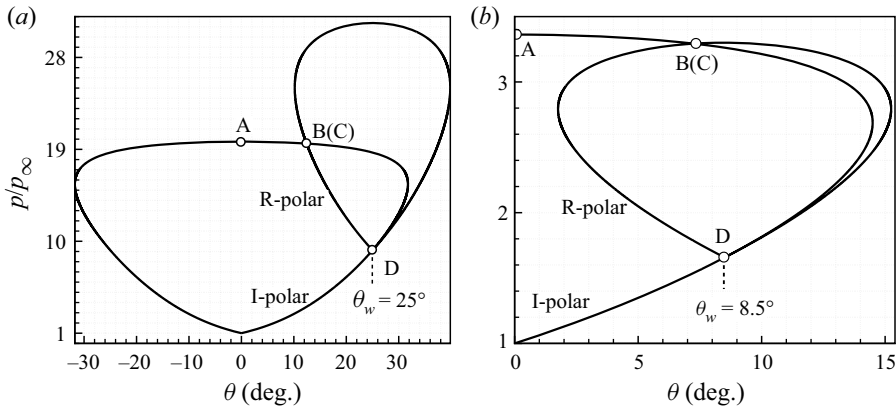 (a)
(b)
p/p∞
28
19
10
1
A
B(C)
R-polar
I-polar
D
θw = 25°
–30
–20
–10
0
10
20
30
θ (deg.)
3
2
1
A
B(C)
R-polar
I-polar
D
θw = 8.5°
0
5
10
15
θ (deg.)